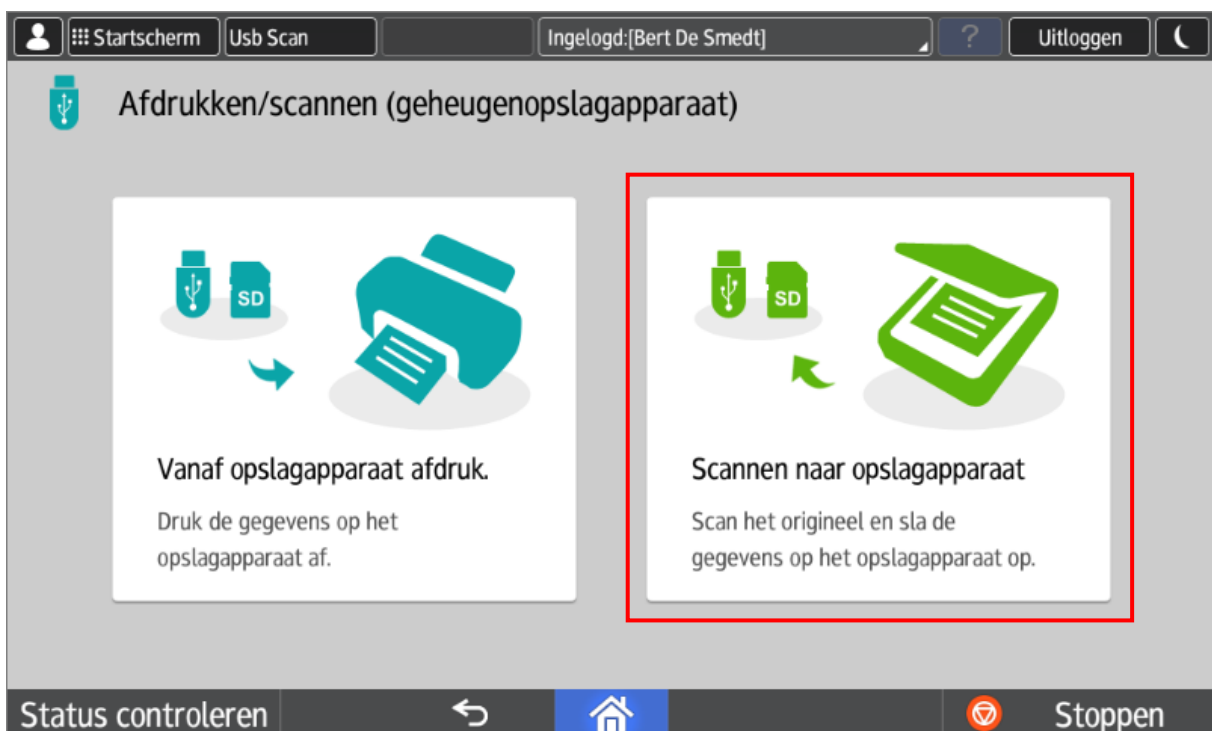 Startscherm
Usb Scan
Ingelogd:[Bert De Smedt]
?
Uitloggen
Afdrukken/scannen (geheugenopslagapparaat)
SD
Vanaf opslagapparaat afdruk.
Druk de gegevens op het
opslagapparaat af.
SD
Scannen naar opslagapparaat
Scan het origineel en sla de
gegevens op het opslagapparaat op.
Status controleren
Stoppen